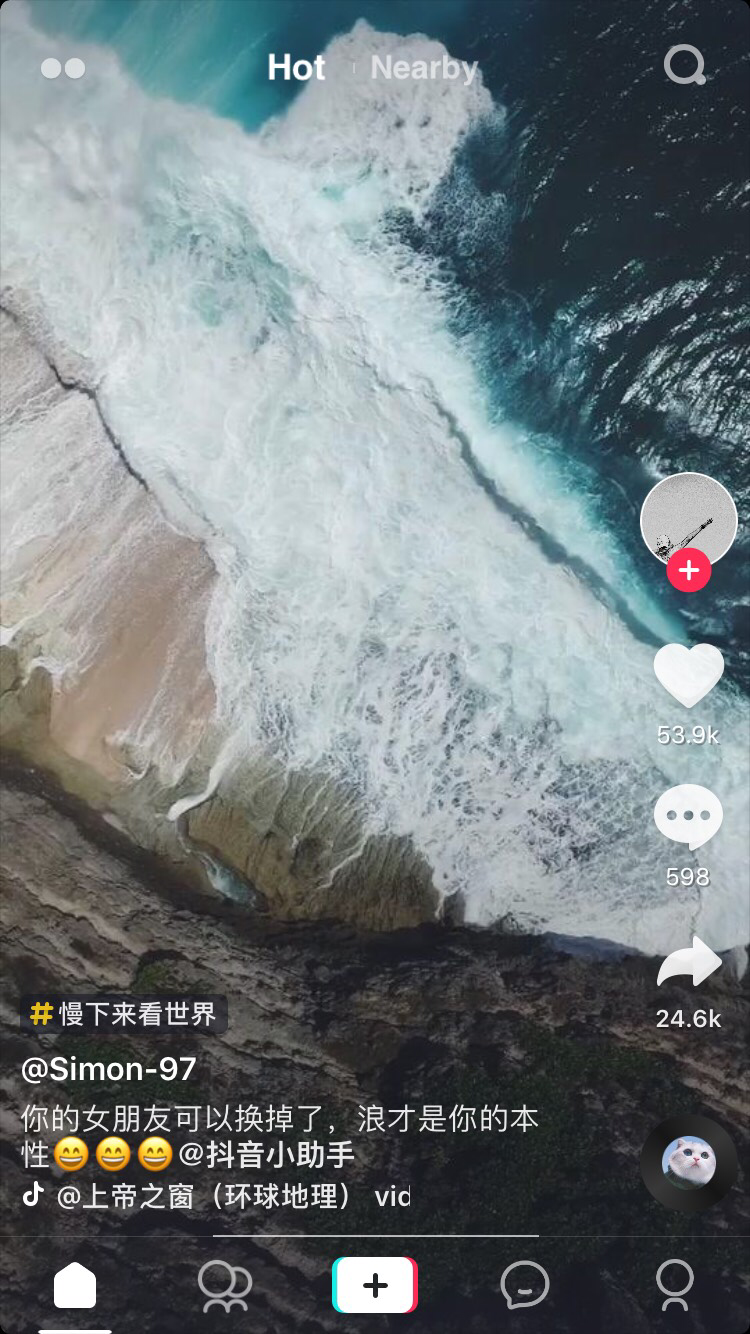 Hot
Nearby
53.9k
598
24.6k
#慢下来看世界
@Simon-97
你的女朋友可以换掉了，浪才是你的本
性😄😄😄@抖音小助手
@上帝之窗（环球地理） vid